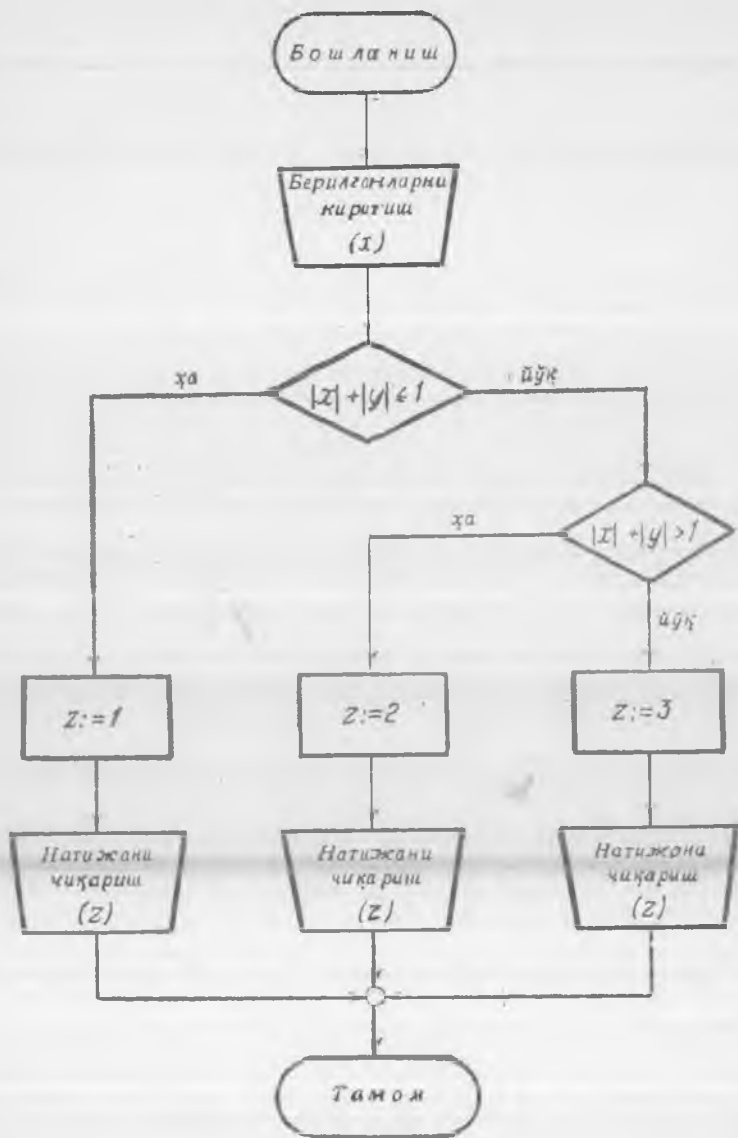 Бошланиш
Берилганларни
киритиш
(x)
ҳа
|x|+|y|≤1
йўқ
ҳа
|x|+|y|>1
йўқ
z:=1
z:=2
z:=3
Натижани
чиқариш
(z)
Натижани
чиқариш
(z)
Натижани
чиқариш
(z)
Тамом